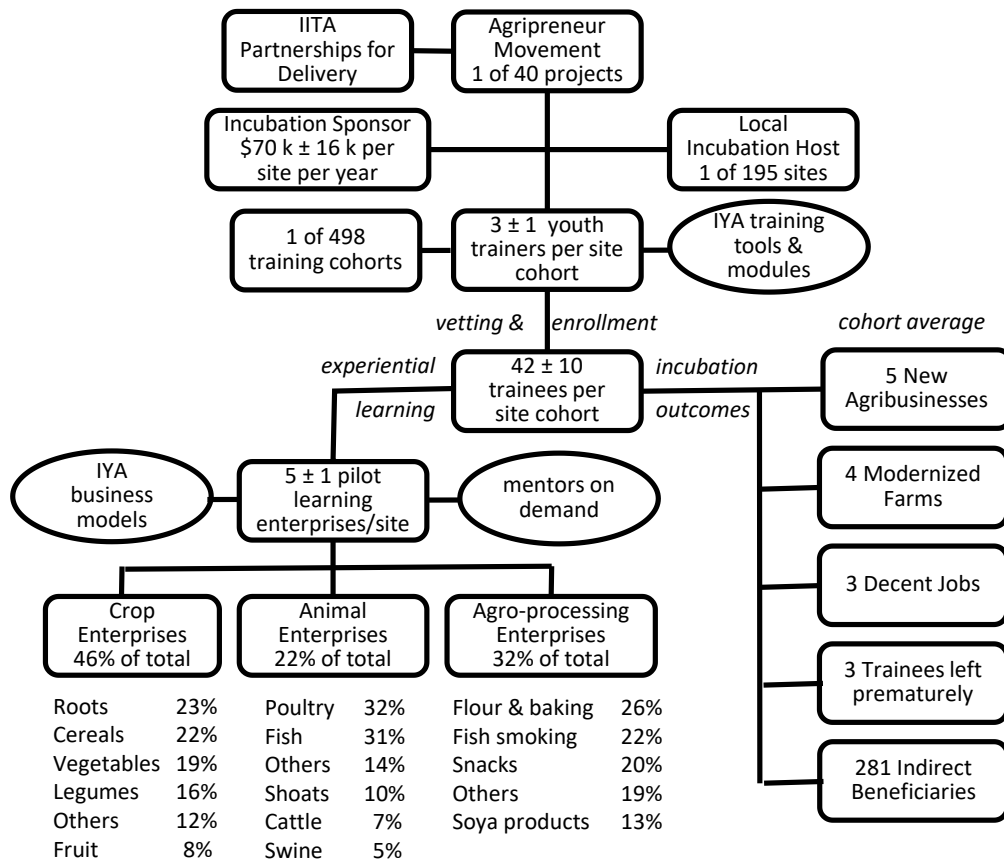 IITA
Partnerships for
Delivery
Agripreneur
Movement
1 of 40 projects
Incubation Sponsor
$70 k ± 16 k per
site per year
Local
Incubation Host
1 of 195 sites
1 of 498
training cohorts
3 ± 1 youth
trainers per site
cohort
IYA training
tools &
modules
vetting & enrollment
cohort average
experiential
learning
42 ± 10
trainees per
site cohort
incubation
outcomes
5 New
Agribusinesses
4 Modernized
Farms
3 Decent Jobs
3 Trainees left
prematurely
281 Indirect
Beneficiaries
IYA
business
models
5 ± 1 pilot
learning
enterprises/site
mentors on
demand
Crop
Enterprises
46% of total
Animal
Enterprises
22% of total
Agro-processing
Enterprises
32% of total
Roots 23%
Cereals 22%
Vegetables 19%
Legumes 16%
Others 12%
Fruit 8%
Poultry 32%
Fish 31%
Others 14%
Shoats 10%
Cattle 7%
Swine 5%
Flour & baking 26%
Fish smoking 22%
Snacks 20%
Others 19%
Soya products 13%